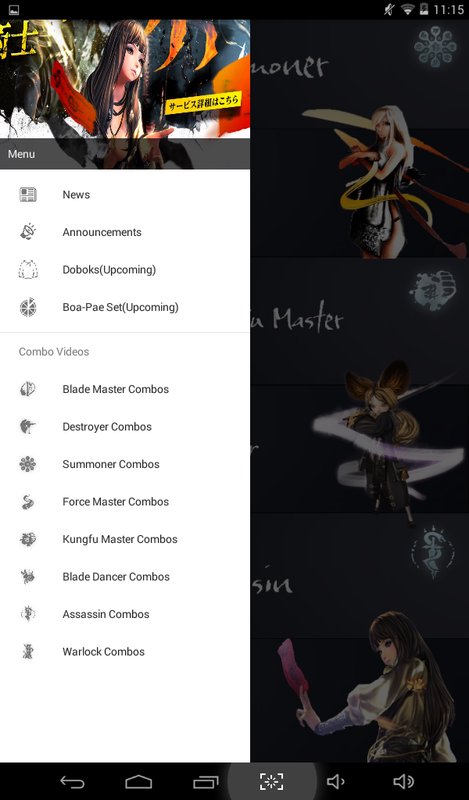 11:15
士
サービス詳細はこちら
Menu
News
Announcements
Doboks(Upcoming)
Boa-Pae Set(Upcoming)
Combo Videos
Blade Master Combos
Destroyer Combos
Summoner Combos
Force Master Combos
Kungfu Master Combos
Blade Dancer Combos
Assassin Combos
Warlock Combos
moner
u Master
r
sin